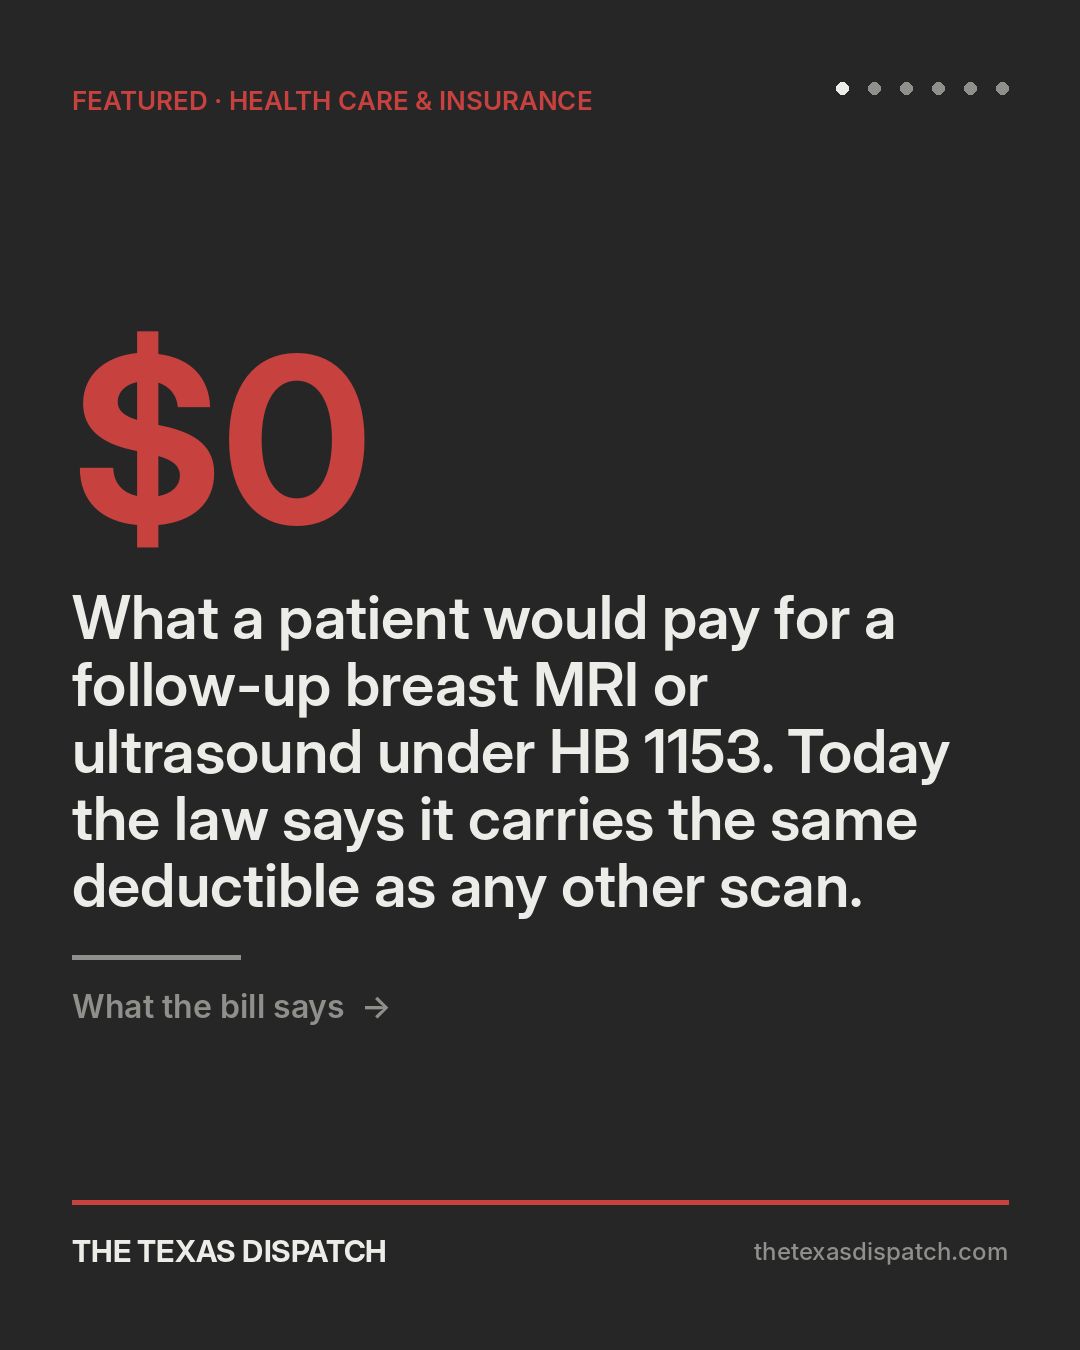 FEATURED · HEALTH CARE & INSURANCE
$0
What a patient would pay for a
follow-up breast MRI or
ultrasound under HB 1153. Today
the law says it carries the same
deductible as any other scan.
What the bill says →
THE TEXAS DISPATCH
thetexasdispatch.com